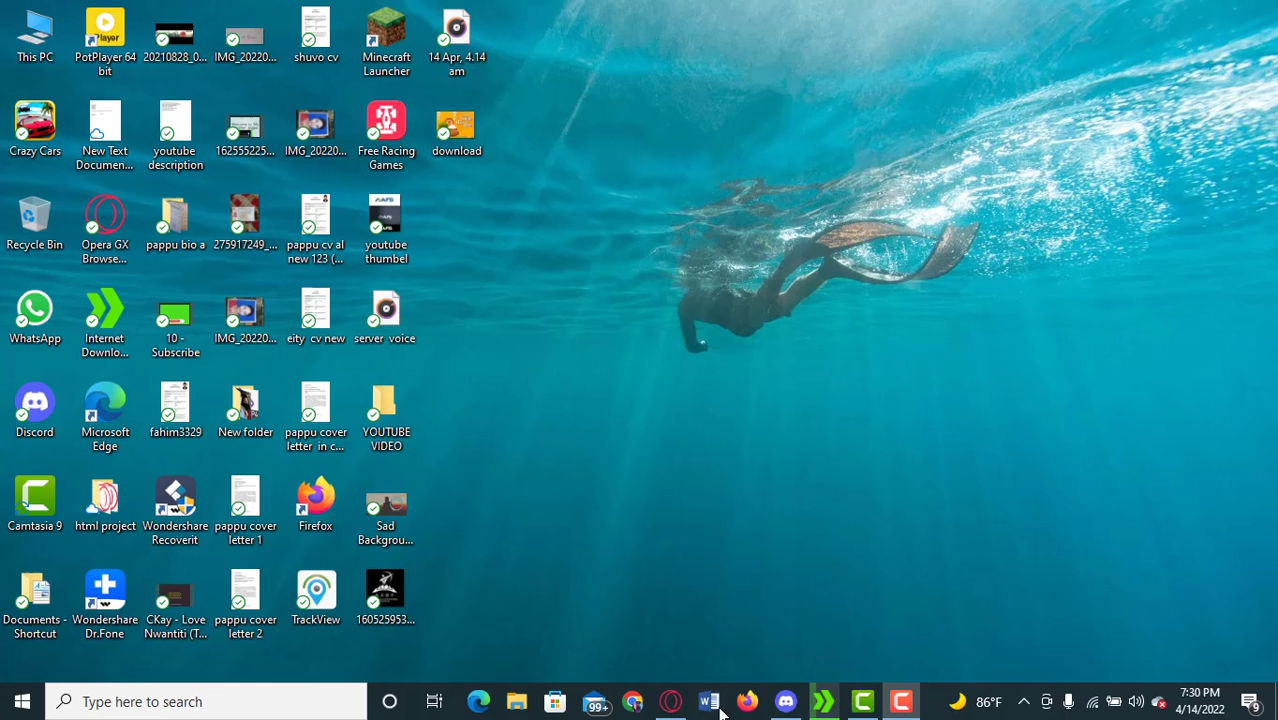 This PC
PotPlayer 64
bit
20210828_0...
IMG_20220...
shuvo cv
Minecraft
Launcher
14 Apr, 4.14
am
Crazy Cars
New Text
Documen...
youtube
description
162555225...
IMG_20220...
Free Racing
Games
download
Recycle Bin
Opera GX
Browse...
pappu bio a
275917249_...
pappu cv al
new 123 (...
youtube
thumbel
WhatsApp
Internet
Downlo...
10 -
Subscribe
IMG_20220...
eity_cv new
server_voice
Discord
Microsoft
Edge
fahim3329
New folder
pappu cover
letter in c...
YOUTUBE
VIDEO
Camtasia 9
html project
Wondershare
Recoverit
pappu cover
letter 1
Firefox
Sad
Backgrou...
Documents -
Shortcut
Wondershare
Dr.Fone
CKay - Love
Nwantiti (T...
pappu cover
letter 2
TrackView
160525953...
Type here to search
99+
86°F
7:30 PM
4/14/2022
9